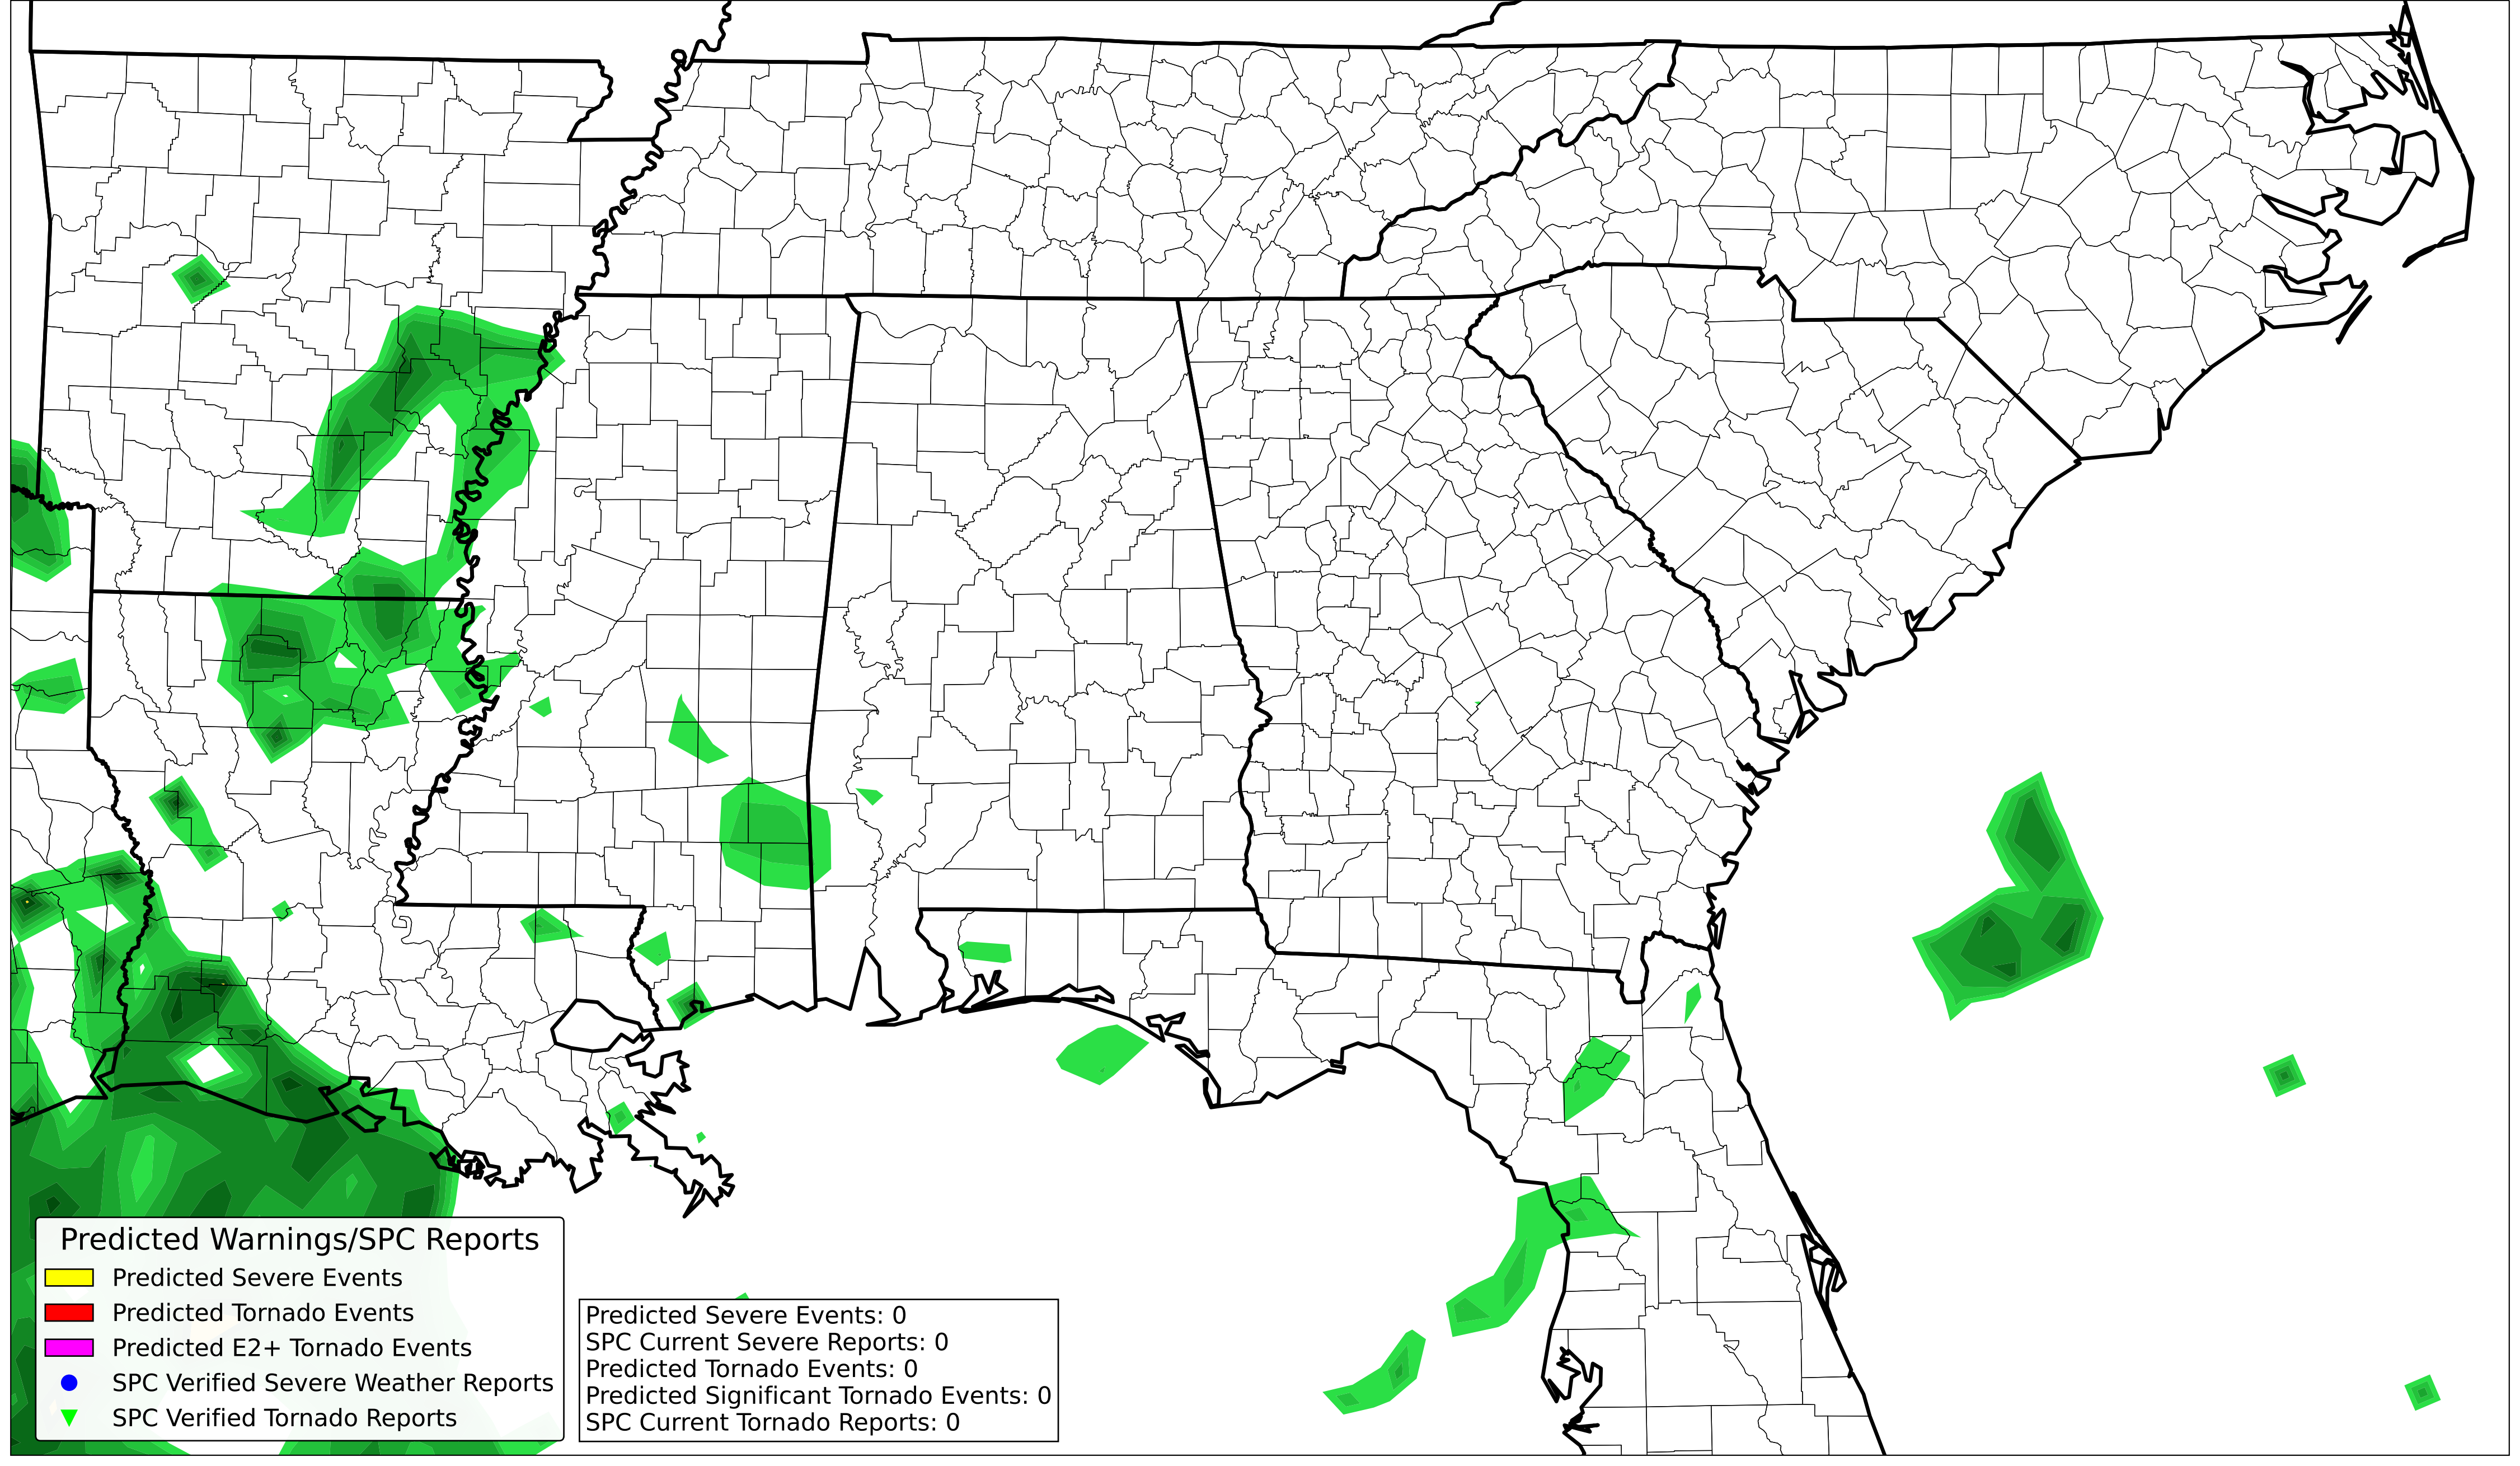 Predicted Warnings/SPC Reports
Predicted Severe Events
Predicted Tornado Events
Predicted E2+ Tornado Events
SPC Verified Severe Weather Reports
SPC Verified Tornado Reports
Predicted Severe Events: 0
SPC Current Severe Reports: 0
Predicted Tornado Events: 0
Predicted Significant Tornado Events: 0
SPC Current Tornado Reports: 0